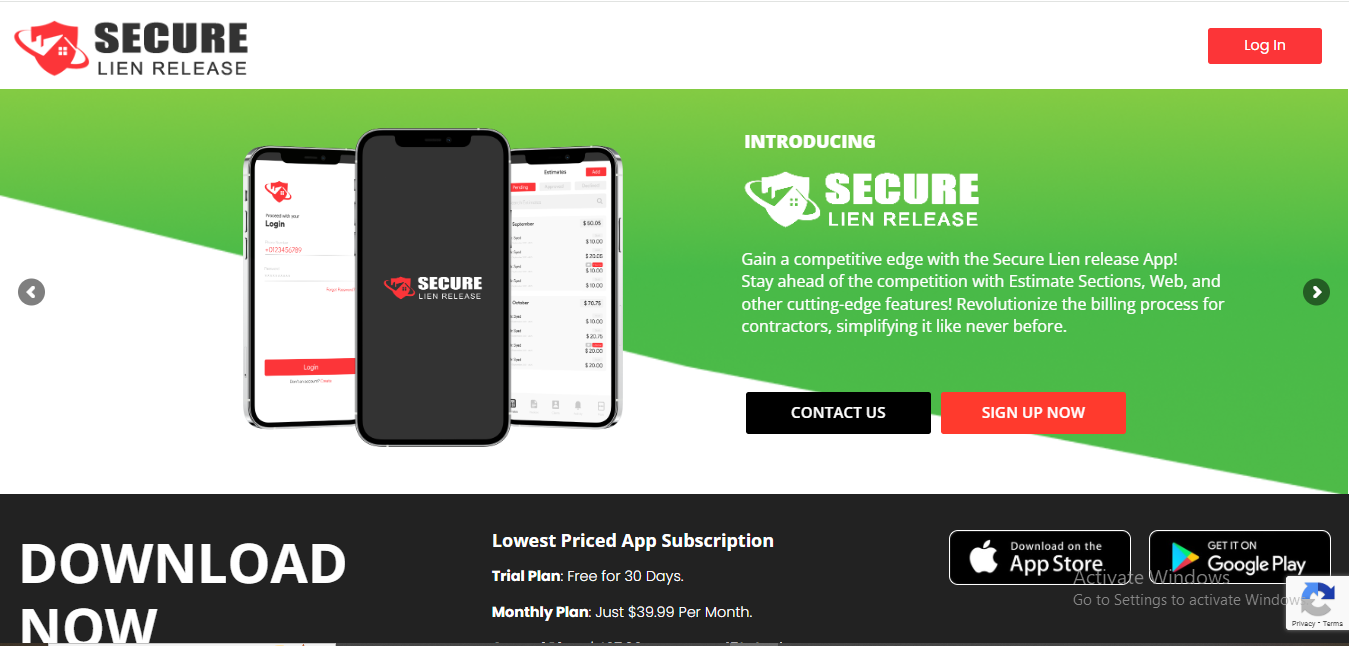 SECURE
LIEN RELEASE
Log In
INTRODUCING
SECURE
LIEN RELEASE
Gain a competitive edge with the Secure Lien release App!
Stay ahead of the competition with Estimate Sections, Web, and
other cutting-edge features! Revolutionize the billing process for
contractors, simplifying it like never before.
CONTACT US
SIGN UP NOW
Proceed with your
Login
+0123456789
Forgot Password
Login
Don't an account? Create
SECURE
LIEN RELEASE
Estimates
Add
Pending
Approved
September
$ 50.05
$ 10.00
$ 20.05
$ 10.00
$ 10.00
October
$ 70.75
$ 10.00
$ 20.75
$ 20.00
$ 20.00
DOWNLOAD
NOW
Lowest Priced App Subscription
Trial Plan: Free for 30 Days.
Monthly Plan: Just $39.99 Per Month.
Download on the
App Store
GET IT ON
Google Play
Activate Windows
Go to Settings to activate Windows
Privacy - Terms